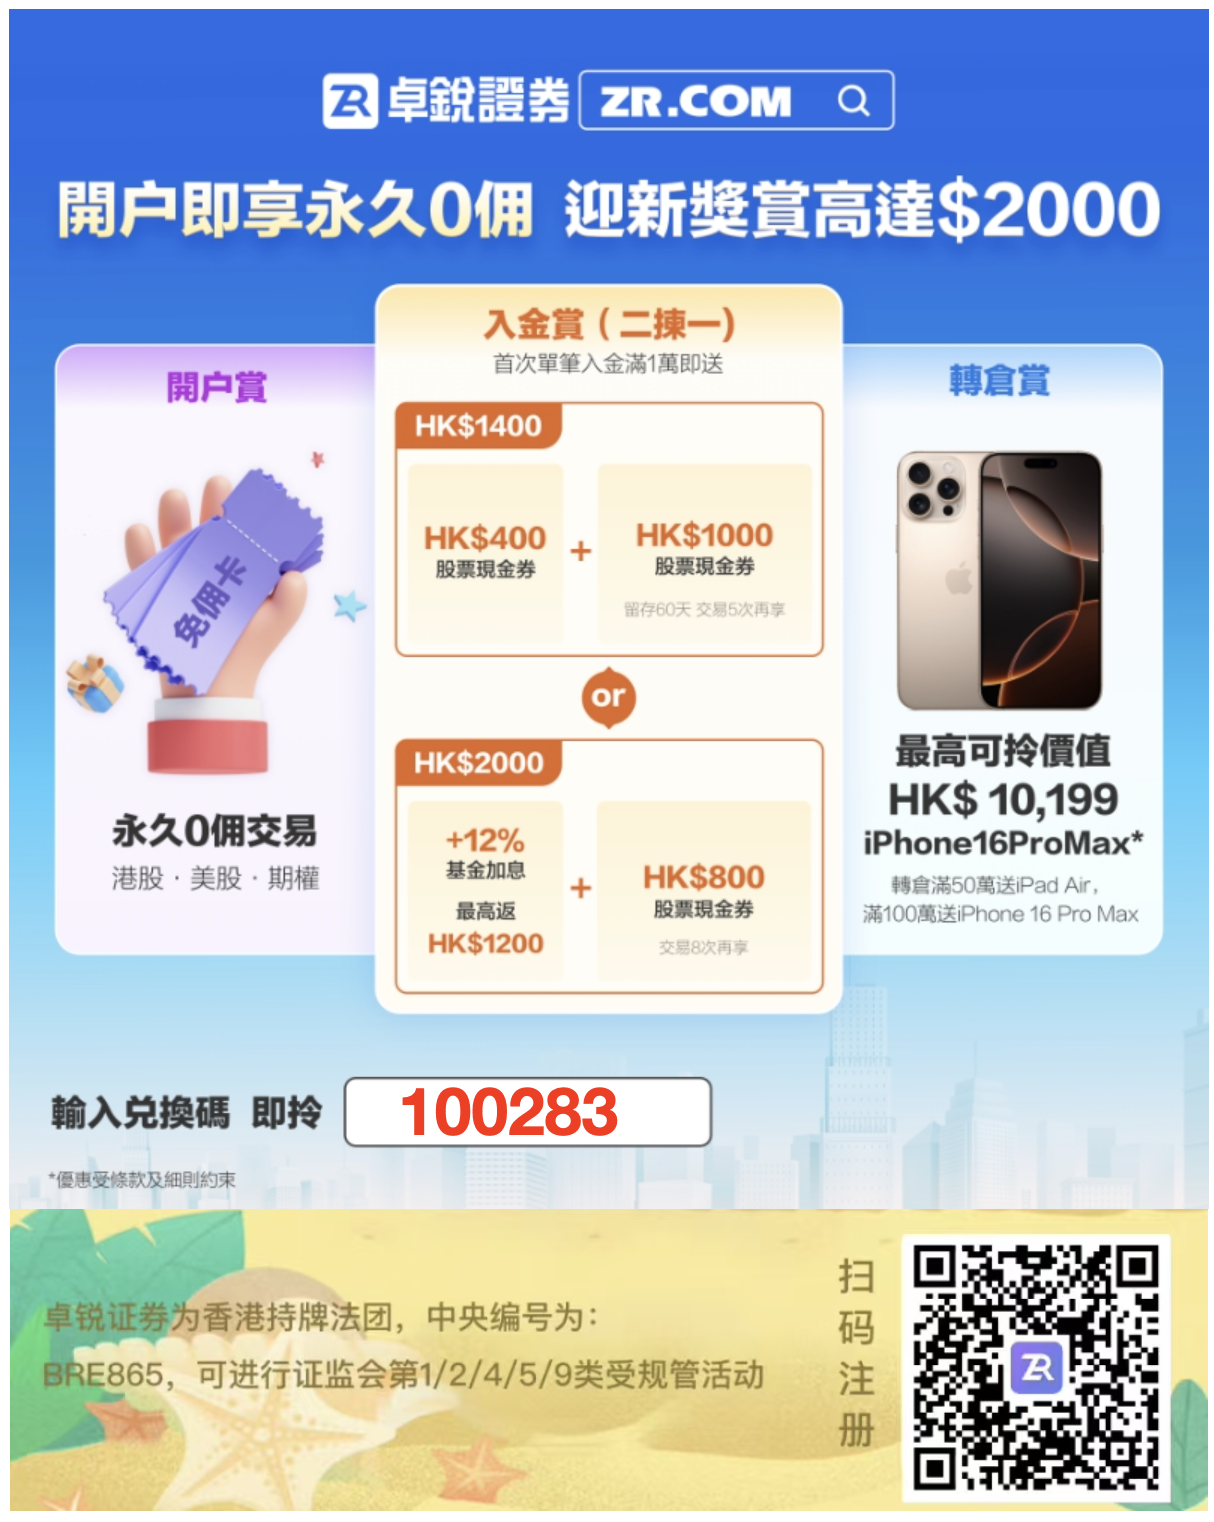 ZR 卓銳證券 ZR.COM
開户即享永久0佣 迎新獎賞高達$2000
開户賞
免佣卡
永久0佣交易
港股 · 美股 · 期權
入金賞（二揀一）
首次單筆入金滿1萬即送
HK$1400
HK$400
股票現金券
+
HK$1000
股票現金券
留存60天 交易5次再享
or
HK$2000
+12%
基金加息
最高返
HK$1200
+
HK$800
股票現金券
交易8次再享
轉倉賞
最高可拎價值
HK$ 10,199
iPhone16ProMax*
轉倉滿50萬送iPad Air，
滿100萬送iPhone 16 Pro Max
輸入兑換碼 即拎 100283
*優惠受條款及細則約束
卓锐证券为香港持牌法团，中央编号为：
BRE865，可进行证监会第1/2/4/5/9类受规管活动
扫码注册
ZR